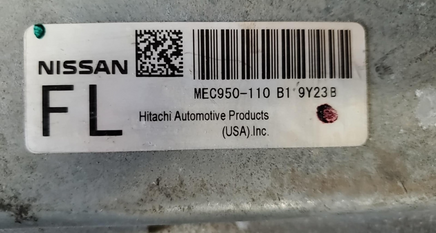 NISSAN
FL
MEC950-110 B1 9Y23B
Hitachi Automotive Products
(USA).Inc.